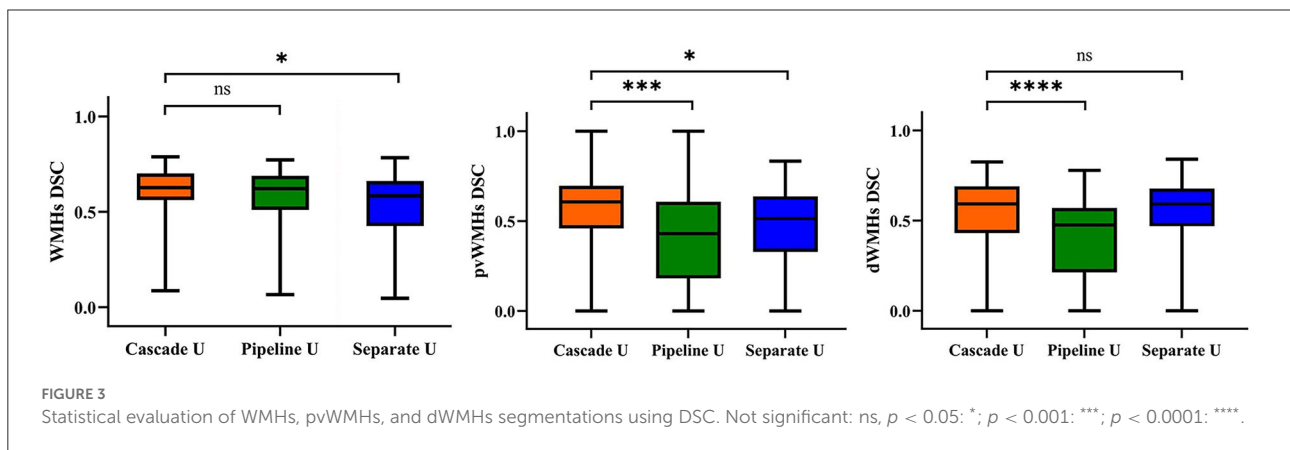 *
ns
1.0
0.5
0.0
WMHs DSC
Cascade U Pipeline U Separate U
*
***
1.0
0.5
0.0
pvWMHs DSC
Cascade U Pipeline U Separate U
ns
****
1.0
0.5
0.0
dWMHs DSC
Cascade U Pipeline U Separate U
FIGURE 3
Statistical evaluation of WMHs, pvWMHs, and dWMHs segmentations using DSC. Not significant: ns, p < 0.05: *; p < 0.001: ***; p < 0.0001: ****.